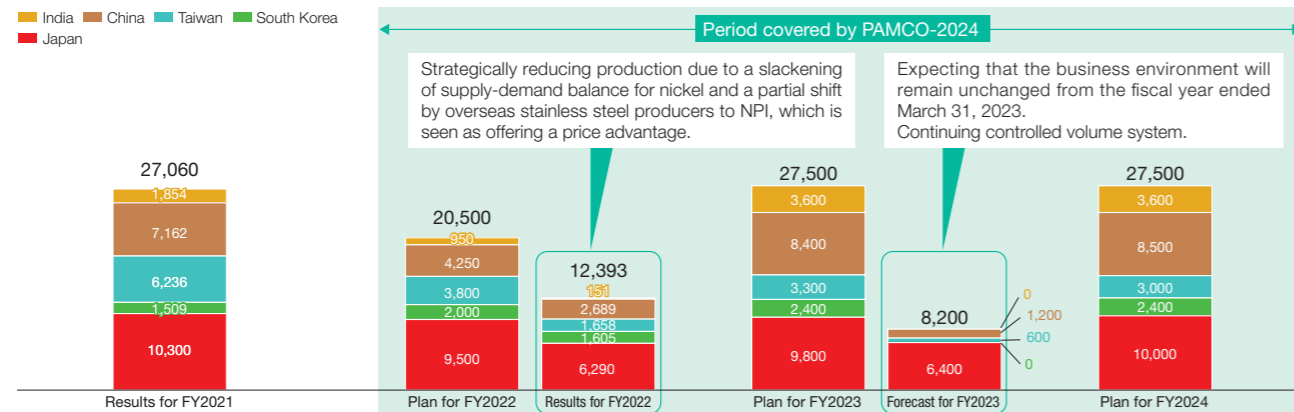 India China Taiwan South Korea
Japan
Period covered by PAMCO-2024
Strategically reducing production due to a slackening
of supply-demand balance for nickel and a partial shift
by overseas stainless steel producers to NPI, which is
seen as offering a price advantage.
Expecting that the business environment will
remain unchanged from the fiscal year ended
March 31, 2023.
Continuing controlled volume system.
27,060
1,854
7,162
6,236
1,509
10,300
Results for FY2021
20,500
950
4,250
3,800
2,000
9,500
Plan for FY2022
12,393
151
2,689
1,658
1,605
6,290
Results for FY2022
27,500
3,600
8,400
3,300
2,400
9,800
Plan for FY2023
8,200
0
1,200
600
0
6,400
Forecast for FY2023
27,500
3,600
8,500
3,000
2,400
10,000
Plan for FY2024